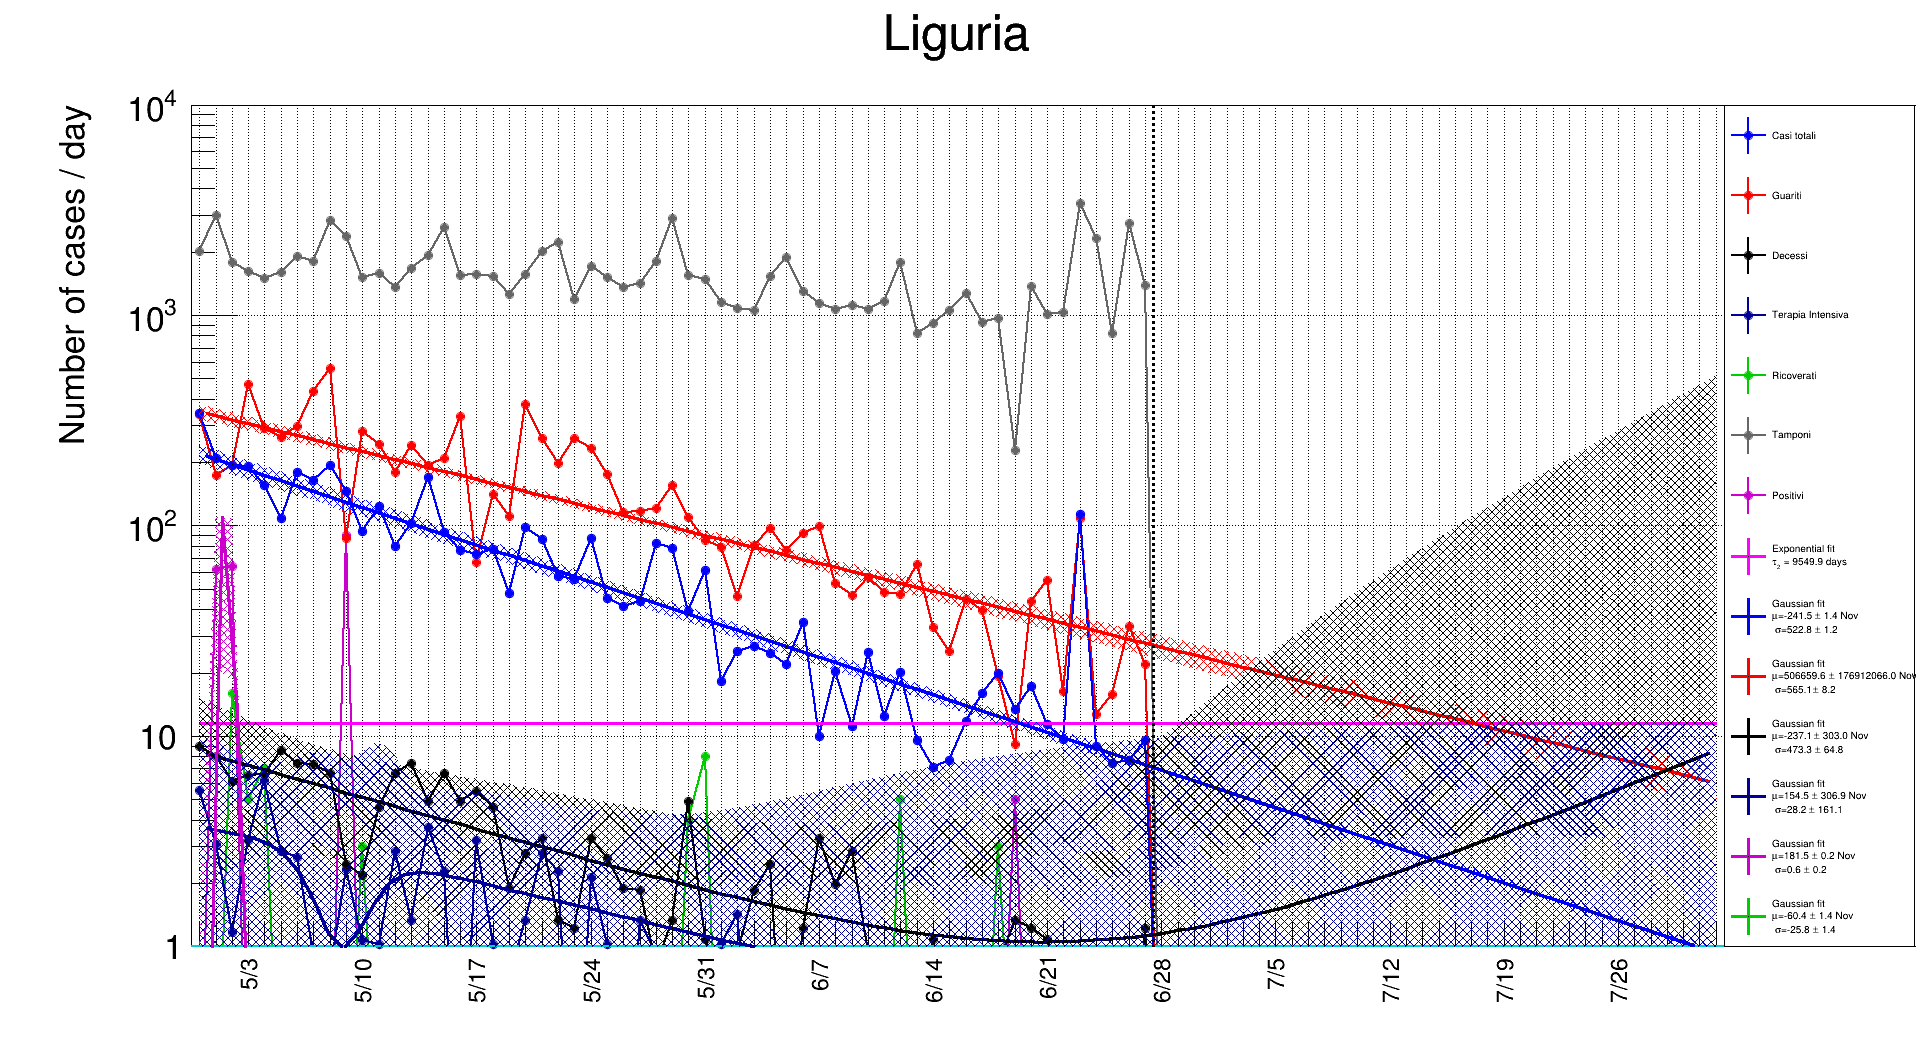 Liguria
Number of cases / day
10⁴
10³
10²
10
1
5/3
5/10
5/17
5/24
5/31
6/7
6/14
6/21
6/28
7/5
7/12
7/19
7/26
Casi totali
Guariti
Decessi
Terapia Intensiva
Ricoverati
Tamponi
Positivi
Exponential fit
τ₂ = 9549.9 days
Gaussian fit
μ=-241.5 ± 1.4 Nov
σ=522.8 ± 1.2
Gaussian fit
μ=506659.6 ± 176912066.0 Nov
σ=565.1± 8.2
Gaussian fit
μ=-237.1 ± 303.0 Nov
σ=473.3 ± 64.8
Gaussian fit
μ=154.5 ± 306.9 Nov
σ=28.2 ± 161.1
Gaussian fit
μ=181.5 ± 0.2 Nov
σ=0.6 ± 0.2
Gaussian fit
μ=-60.4 ± 1.4 Nov
σ=-25.8 ± 1.4